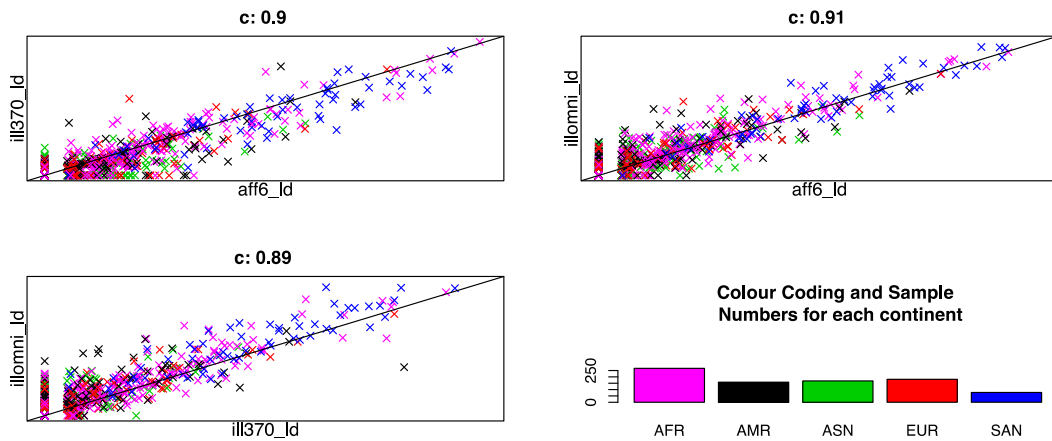 c: 0.9
ill370_ld
aff6_ld
c: 0.91
illomni_ld
aff6_ld
c: 0.89
illomni_ld
ill370_ld
Colour Coding and Sample
Numbers for each continent
250
0
AFR AMR ASN EUR SAN